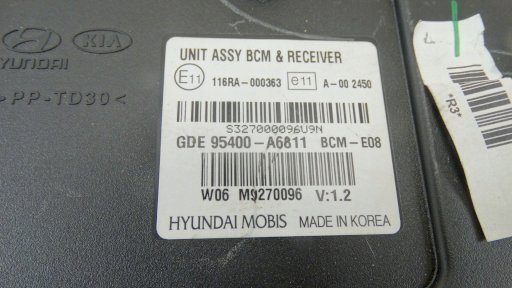 HYUNDAI KIA
>PP-TD30<
UNIT ASSY BCM & RECEIVER
E11 116RA-000363 e11 A-00 2450
S327000096U9N
GDE 95400-A6811 BCM-E08
W06 M9270096 V:1.2
HYUNDAI MOBIS MADE IN KOREA
*R3*